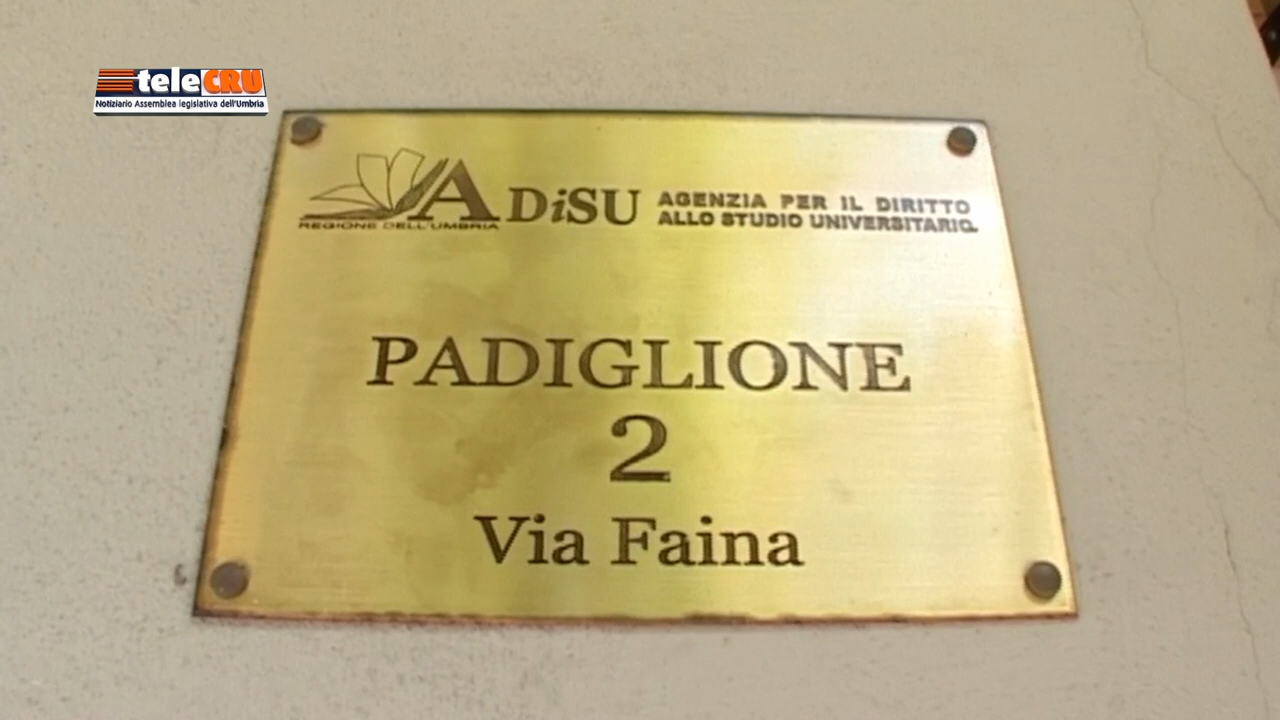 teleCRU
Notiziario Assemblea legislativa dell'Umbria
ADiSU
REGIONE DELL'UMBRIA
AGENZIA PER IL DIRITTO
ALLO STUDIO UNIVERSITARIO
PADIGLIONE
2
Via Faina